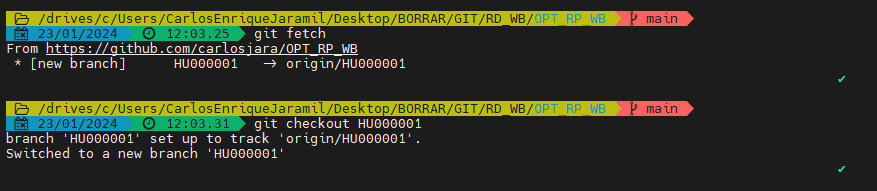 /drives/c/Users/CarlosEnriqueJaramil/Desktop/BORRAR/GIT/RD_WB/OPT_RP_WB main
23/01/2024 12:03.25 git fetch
From https://github.com/carlosjara/OPT_RP_WB
* [new branch] HU000001 -> origin/HU000001
✔
/drives/c/Users/CarlosEnriqueJaramil/Desktop/BORRAR/GIT/RD_WB/OPT_RP_WB main
23/01/2024 12:03.31 git checkout HU000001
branch 'HU000001' set up to track 'origin/HU000001'.
Switched to a new branch 'HU000001'
✔